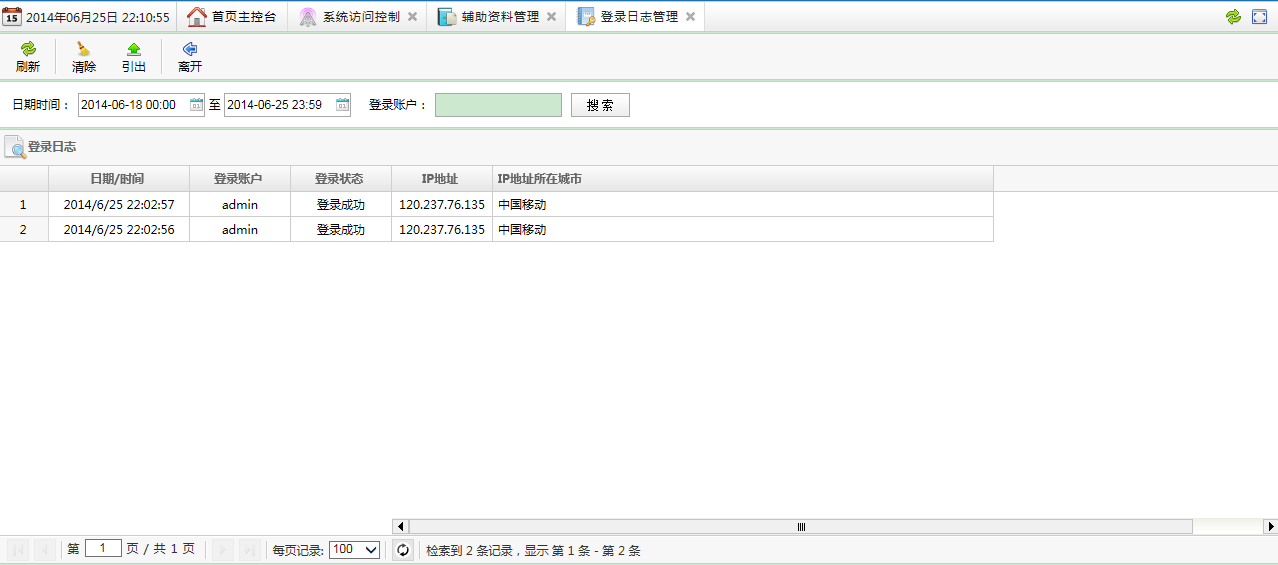 15 2014年06月25日 22:10:55 首页主控台 系统访问控制 辅助资料管理 登录日志管理
刷新 清除 引出 离开
日期时间： 2014-06-18 00:00 至 2014-06-25 23:59 登录账户： 搜 索
登录日志
日期/时间 登录账户 登录状态 IP地址 IP地址所在城市
1 2014/6/25 22:02:57 admin 登录成功 120.237.76.135 中国移动
2 2014/6/25 22:02:56 admin 登录成功 120.237.76.135 中国移动
第 1 页 / 共 1 页 每页记录: 100 检索到 2 条记录，显示 第 1 条 - 第 2 条